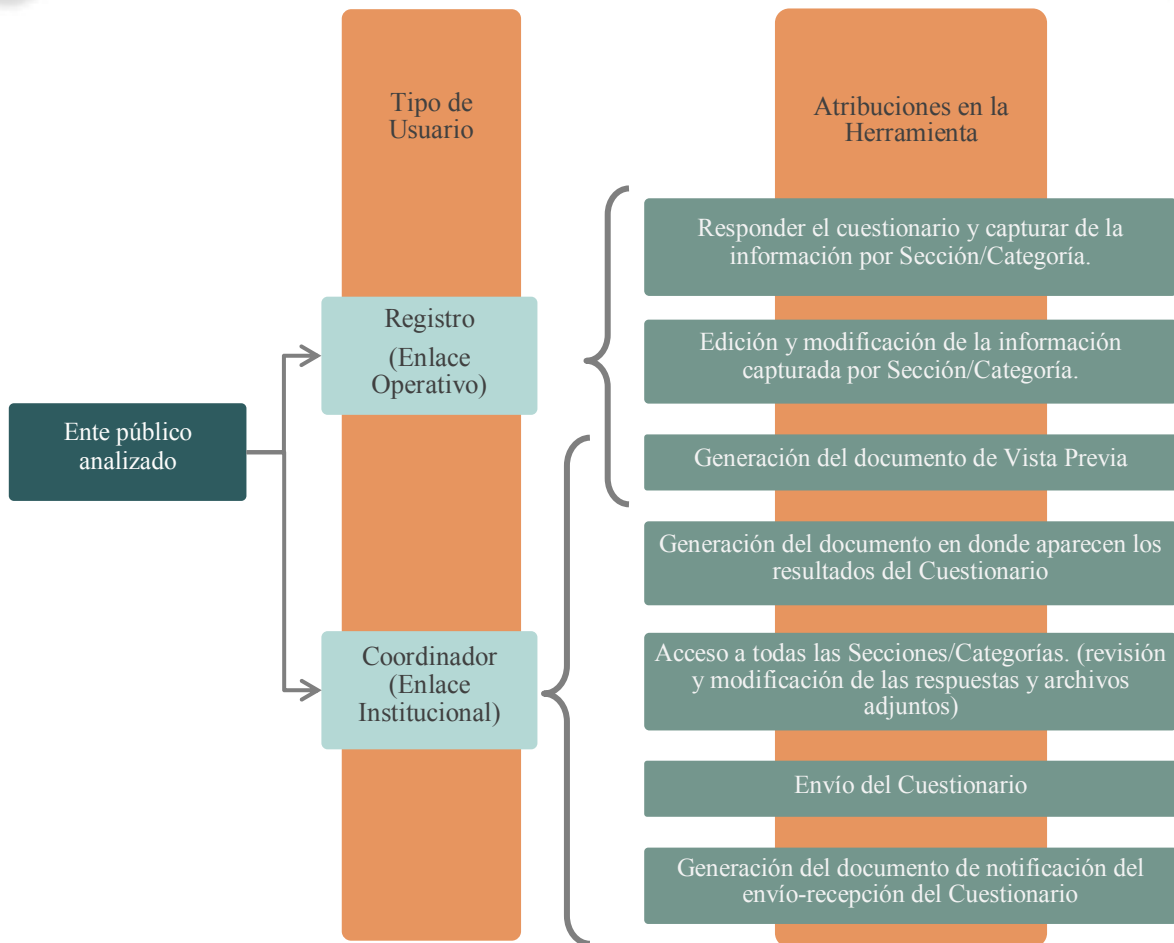 Tipo de
Usuario
Atribuciones en la
Herramienta
Responder el cuestionario y capturar de la
información por Sección/Categoría.
Registro
(Enlace
Operativo)
Edición y modificación de la información
capturada por Sección/Categoría.
Ente público
analizado
Generación del documento de Vista Previa
Generación del documento en donde aparecen los
resultados del Cuestionario
Coordinador
(Enlace
Institucional)
Acceso a todas las Secciones/Categorías. (revisión
y modificación de las respuestas y archivos
adjuntos)
Envío del Cuestionario
Generación del documento de notificación del
envío-recepción del Cuestionario